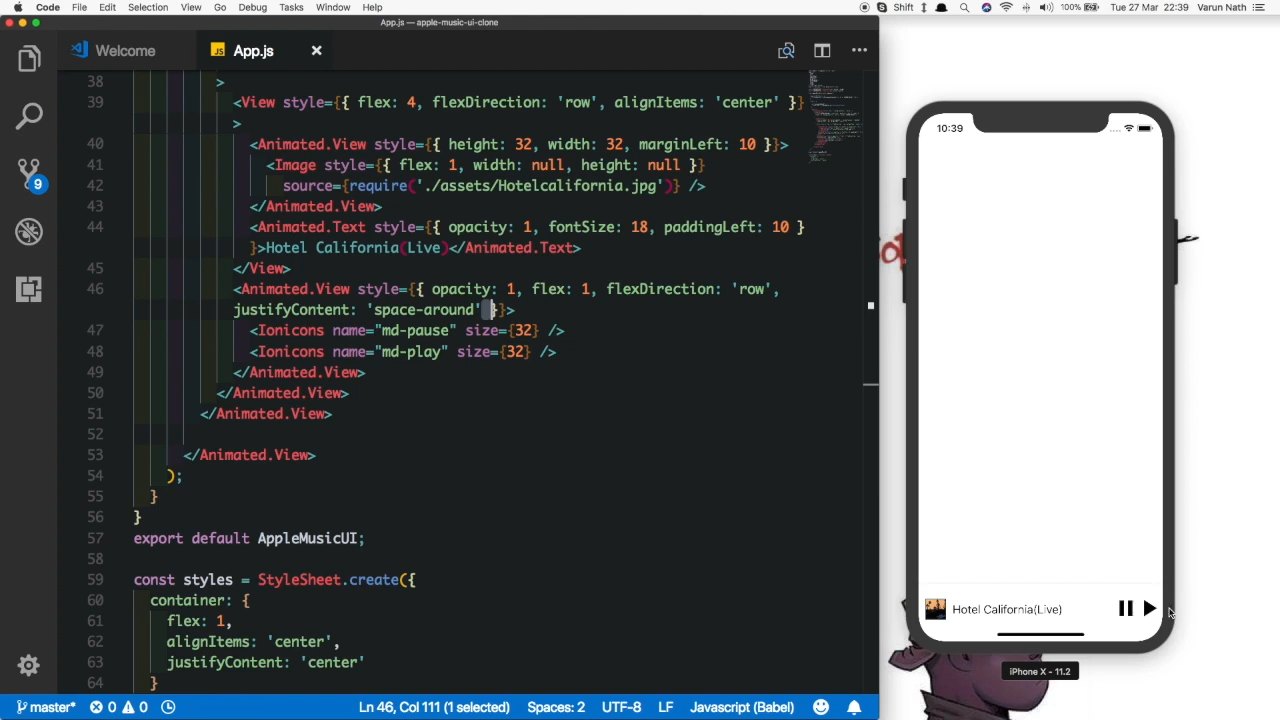 Code File Edit Selection View Go Debug Tasks Window Help Shift 100% Tue 27 Mar 22:39 Varun Nath
App.js — apple-music-ui-clone
Welcome App.js
38 >
39 <View style={{ flex: 4, flexDirection: 'row', alignItems: 'center' }}
>
40 <Animated.View style={{ height: 32, width: 32, marginLeft: 10 }}>
41 <Image style={{ flex: 1, width: null, height: null }}
42 source={require('./assets/Hotelcalifornia.jpg')} />
43 </Animated.View>
44 <Animated.Text style={{ opacity: 1, fontSize: 18, paddingLeft: 10 }
}>Hotel California(Live)</Animated.Text>
45 </View>
46 <Animated.View style={{ opacity: 1, flex: 1, flexDirection: 'row',
justifyContent: 'space-around' }}>
47 <Ionicons name="md-pause" size={32} />
48 <Ionicons name="md-play" size={32} />
49 </Animated.View>
50 </Animated.View>
51 </Animated.View>
52
53 </Animated.View>
54 );
55 }
56 }
57 export default AppleMusicUI;
58
59 const styles = StyleSheet.create({
60 container: {
61 flex: 1,
62 alignItems: 'center',
63 justifyContent: 'center'
64 }
9
master* 0 0 Ln 46, Col 111 (1 selected) Spaces: 2 UTF-8 LF Javascript (Babel)
10:39
Hotel California(Live)
iPhone X - 11.2